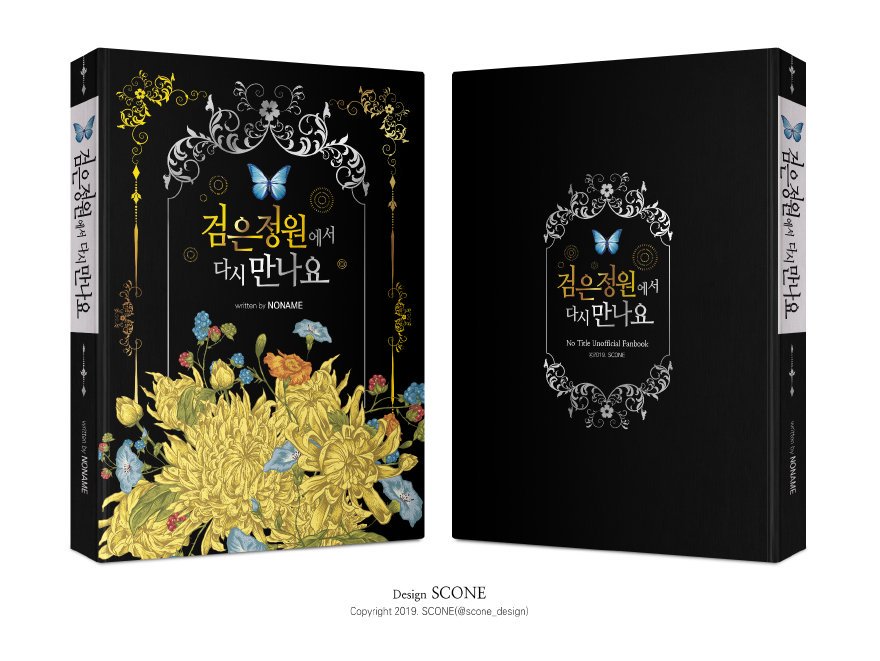 검은정원에서
다시 만나요
written by NONAME
검은정원에서 다시 만나요
written by NONAME
검은정원에서
다시 만나요
No Title Unofficial Fanbook
ⓒ2019. SCONE
검은정원에서 다시 만나요
written by NONAME
Design SCONE
Copyright 2019. SCONE(@scone_design)